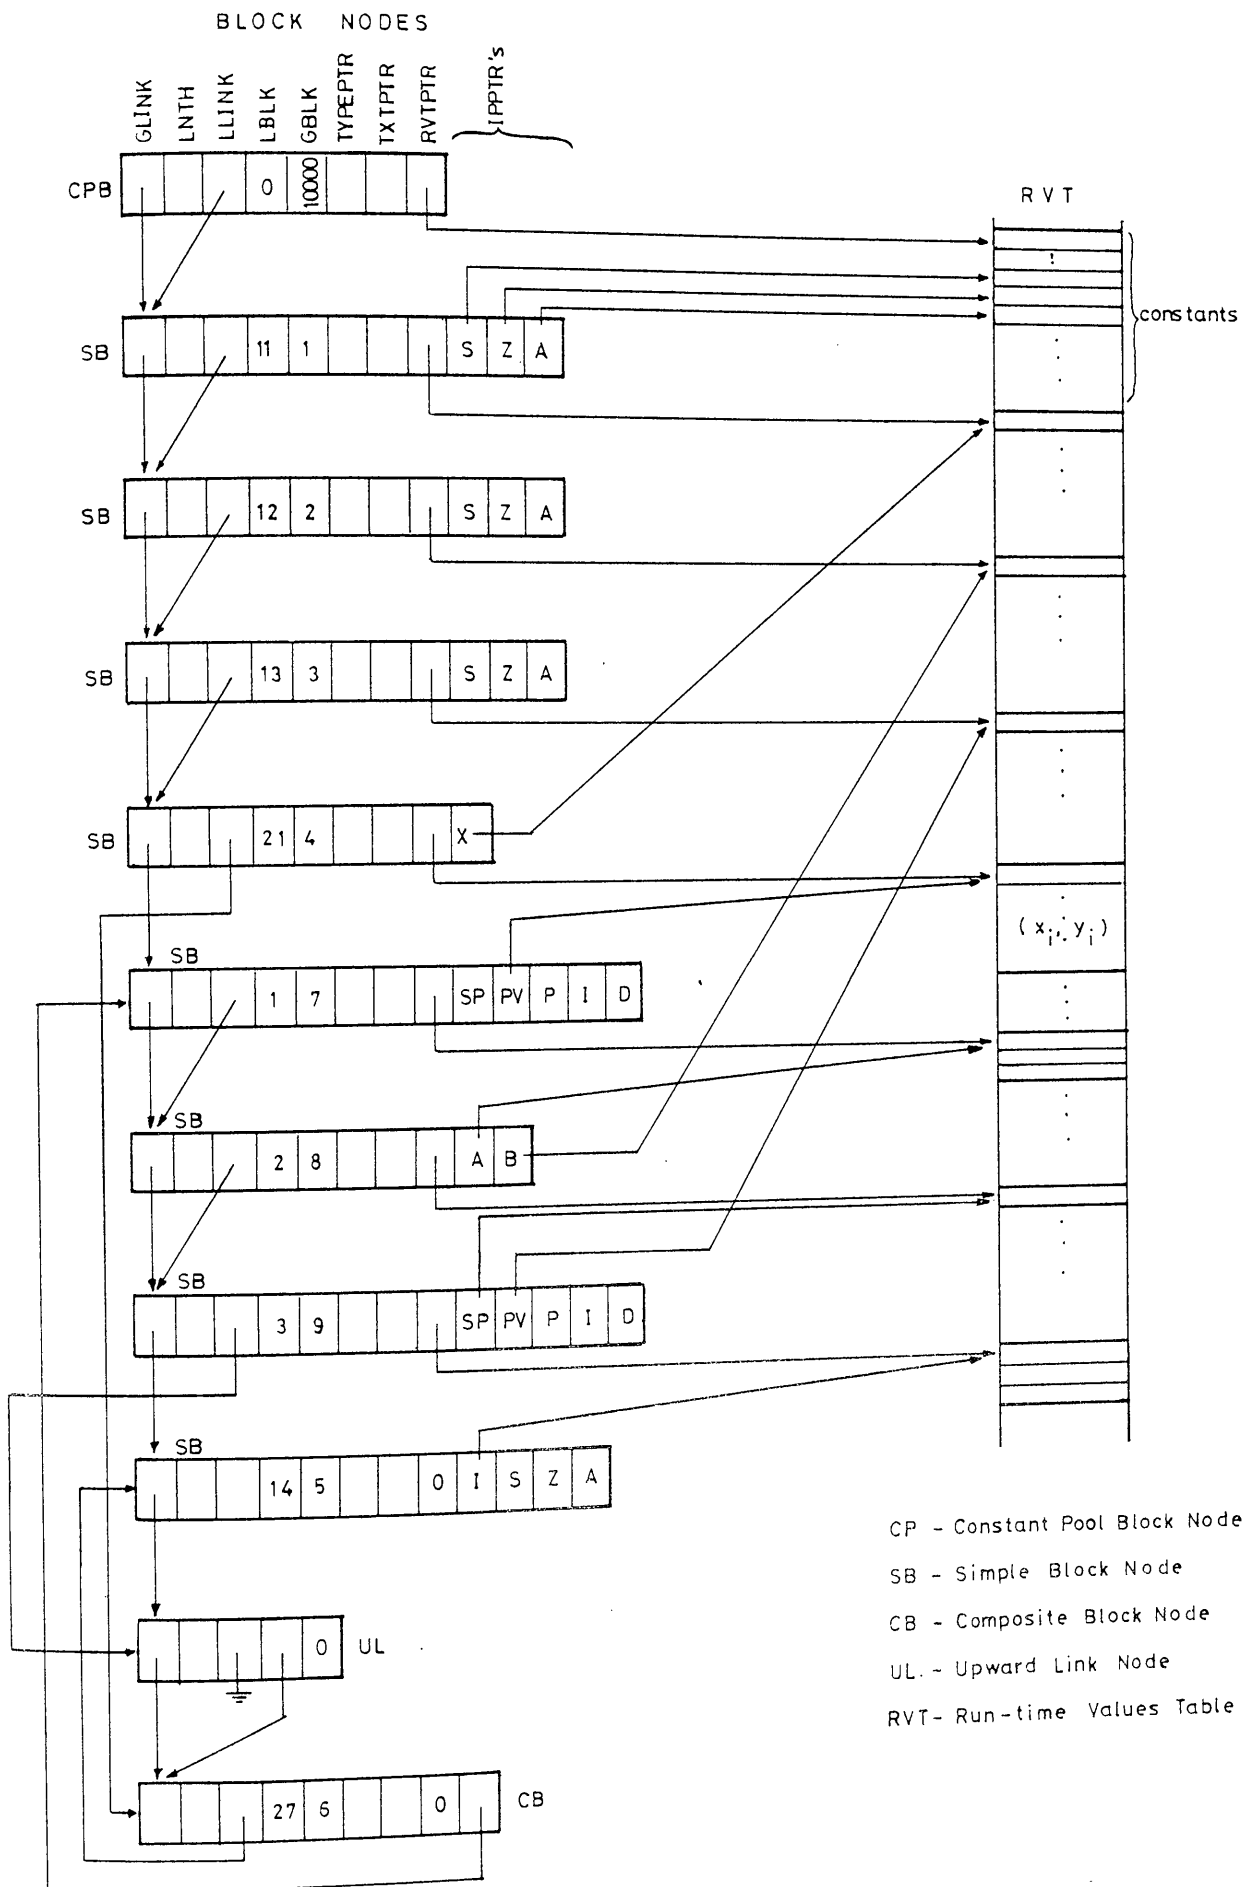 BLOCK NODES
GLINK
LNTH
LLINK
LBLK
GBLK
TYPEPTR
TXTPTR
RVTPTR
IPPTR's
CPB 0 10000
RVT
!
constants
SB 11 1 S Z A
SB 12 2 S Z A
SB 13 3 S Z A
SB 21 4 X
(xi, yi)
SB
1 7 SP PV P I D
SB
2 8 A B
SB
3 9 SP PV P I D
SB
14 5 0 I S Z A
CP - Constant Pool Block Node
SB - Simple Block Node
CB - Composite Block Node
UL. - Upward Link Node
RVT - Run-time Values Table
0 UL
27 6 0 CB